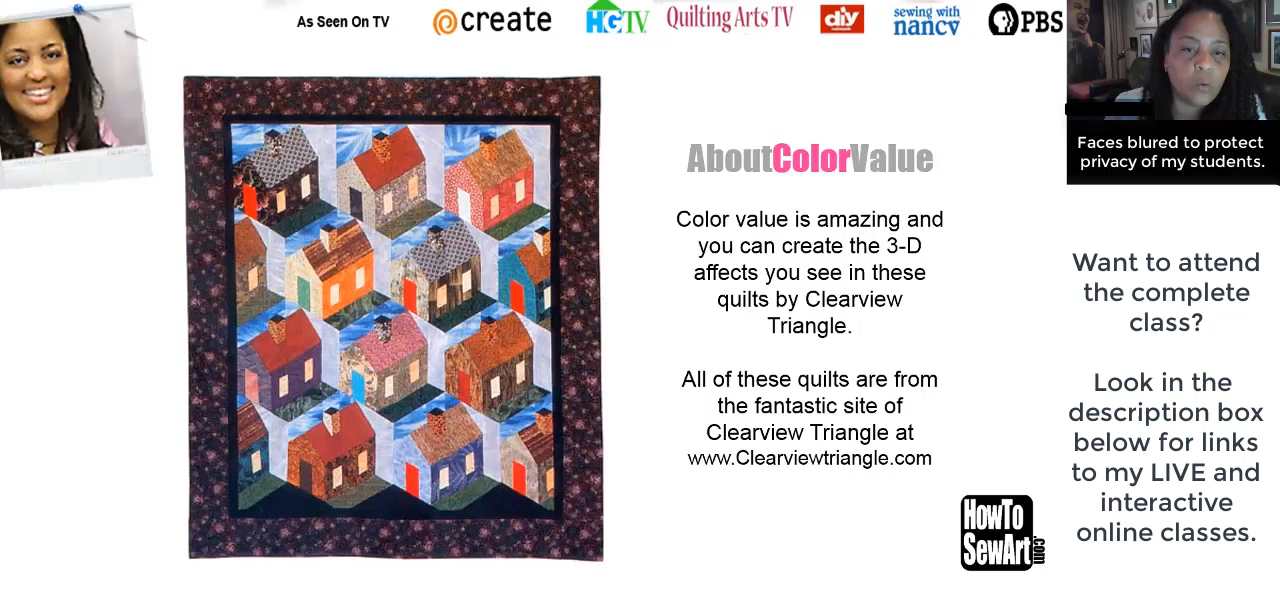 As Seen On TV
create
HGTV
Quilting Arts TV
diy
sewing with
nancy
PBS
Faces blured to protect
privacy of my students.
AboutColorValue
Color value is amazing and
you can create the 3-D
affects you see in these
quilts by Clearview
Triangle.
All of these quilts are from
the fantastic site of
Clearview Triangle at
www.Clearviewtriangle.com
Want to attend
the complete
class?
Look in the
description box
below for links
to my LIVE and
interactive
online classes.
HowTo
SewArt
.com